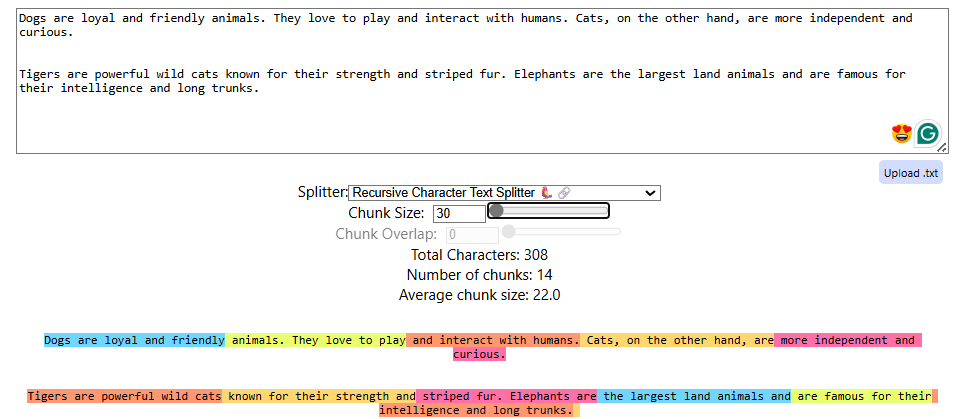 Dogs are loyal and friendly animals. They love to play and interact with humans. Cats, on the other hand, are more independent and
curious.
Tigers are powerful wild cats known for their strength and striped fur. Elephants are the largest land animals and are famous for
their intelligence and long trunks.
Upload .txt
Splitter: Recursive Character Text Splitter 🦜 🔗
Chunk Size: 30
Chunk Overlap: 0
Total Characters: 308
Number of chunks: 14
Average chunk size: 22.0
Dogs are loyal and friendly animals. They love to play and interact with humans. Cats, on the other hand, are more independent and
curious.
Tigers are powerful wild cats known for their strength and striped fur. Elephants are the largest land animals and are famous for their
intelligence and long trunks.